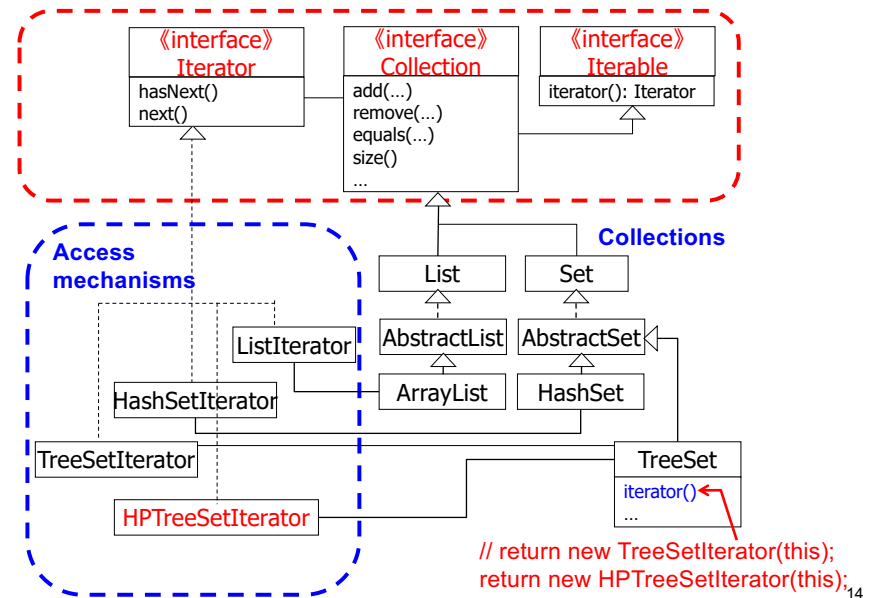 《interface》
Iterator
hasNext()
next()
《interface》
Collection
add(...)
remove(...)
equals(...)
size()
...
《interface》
Iterable
iterator(): Iterator
Access
mechanisms
Collections
List
Set
ListIterator
AbstractList
AbstractSet
HashSetIterator
ArrayList
HashSet
TreeSetIterator
TreeSet
iterator()
...
HPTreeSetIterator
// return new TreeSetIterator(this);
return new HPTreeSetIterator(this);
14